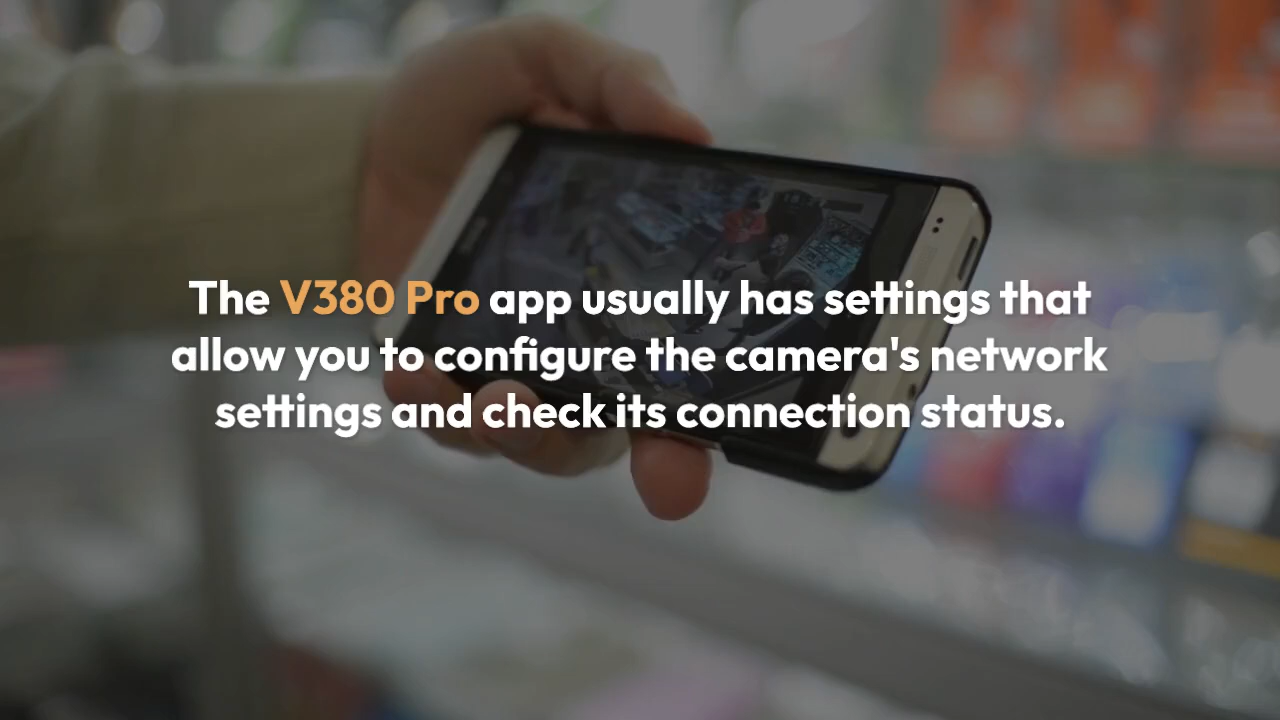 The V380 Pro app usually has settings that
allow you to configure the camera's network
settings and check its connection status.